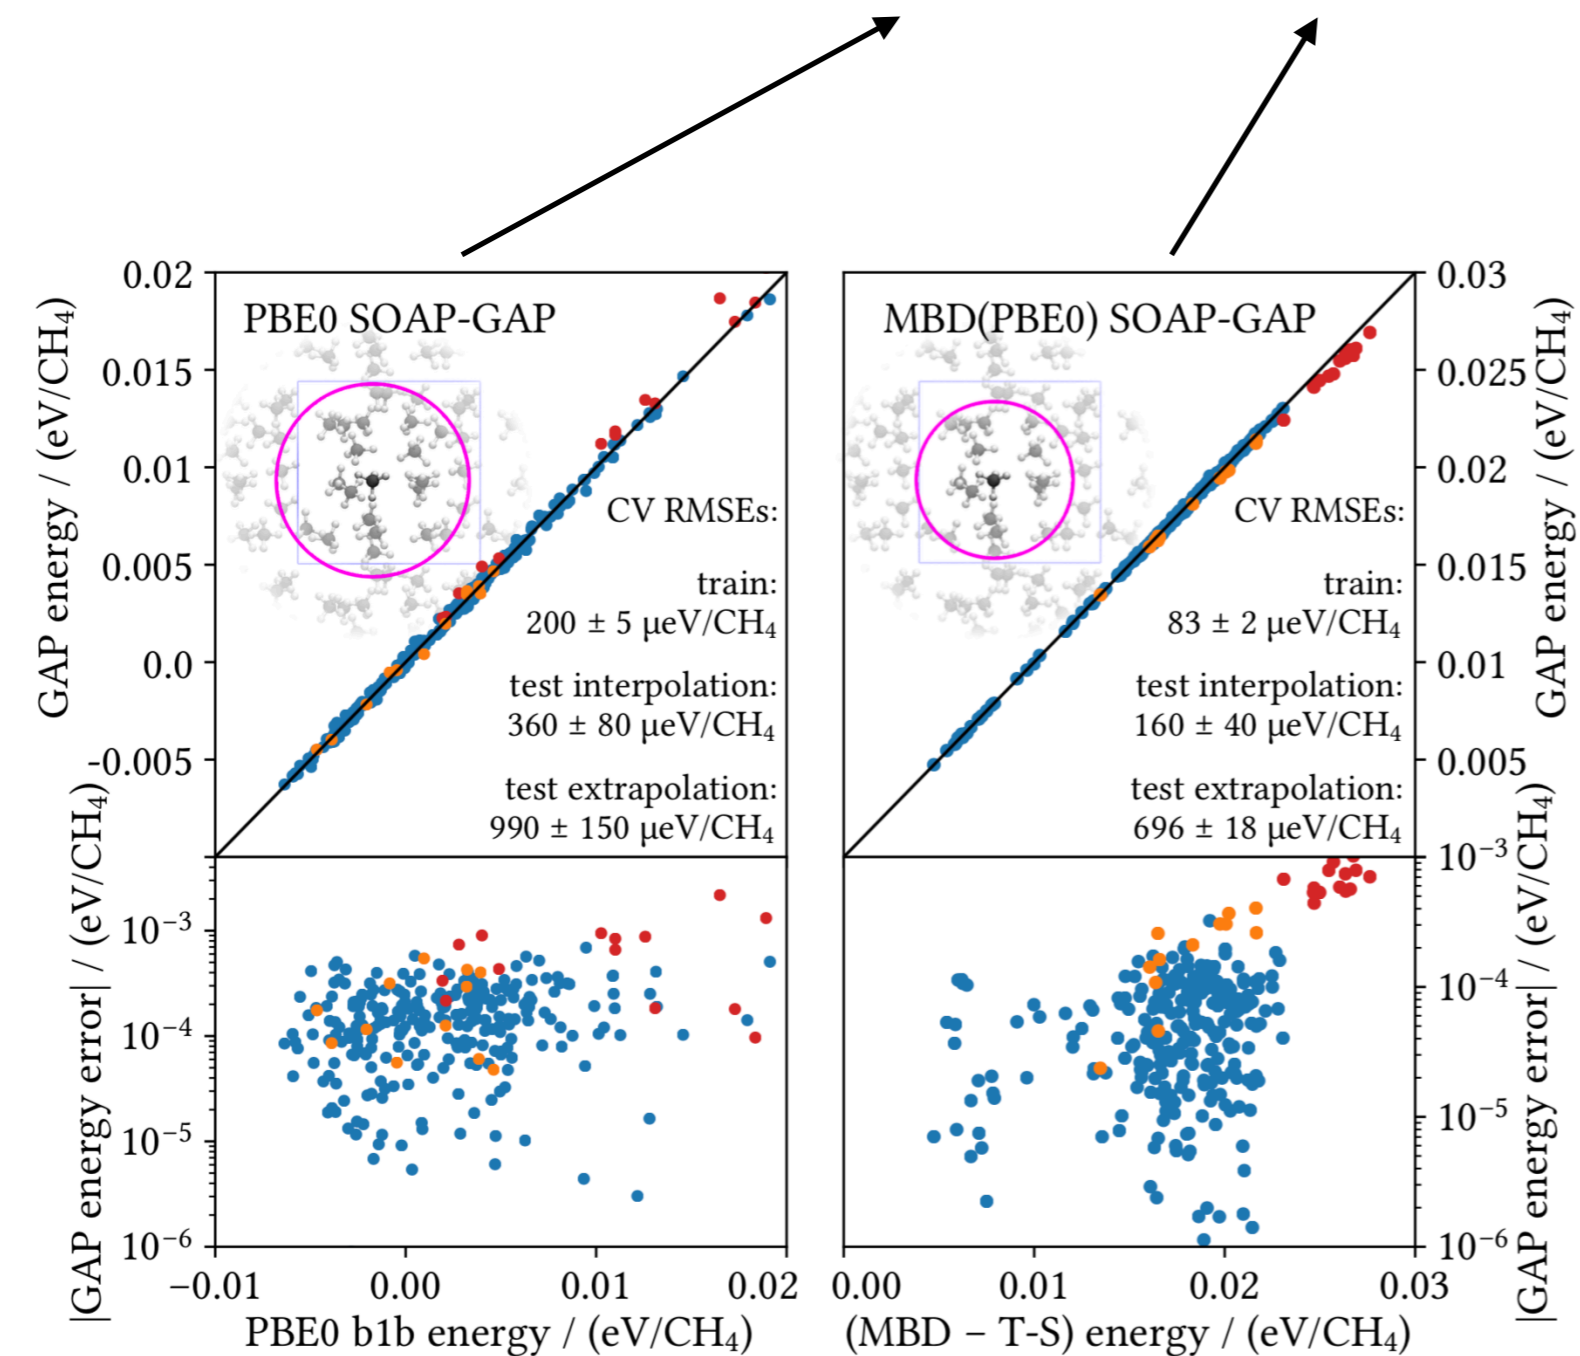 PBE0 SOAP-GAP
CV RMSEs:
train:
200 ± 5 µeV/CH₄
test interpolation:
360 ± 80 µeV/CH₄
test extrapolation:
990 ± 150 µeV/CH₄
GAP energy / (eV/CH₄)
0.02
0.015
0.01
0.005
0.0
-0.005
MBD(PBE0) SOAP-GAP
CV RMSEs:
train:
83 ± 2 µeV/CH₄
test interpolation:
160 ± 40 µeV/CH₄
test extrapolation:
696 ± 18 µeV/CH₄
0.03
0.025
0.02
0.015
0.01
0.005
GAP energy / (eV/CH₄)
|GAP energy error| / (eV/CH₄)
10⁻³
10⁻⁴
10⁻⁵
10⁻⁶
−0.01 0.00 0.01 0.02
PBE0 b1b energy / (eV/CH₄)
10⁻³
10⁻⁴
10⁻⁵
10⁻⁶
|GAP energy error| / (eV/CH₄)
0.00 0.01 0.02 0.03
(MBD − T-S) energy / (eV/CH₄)